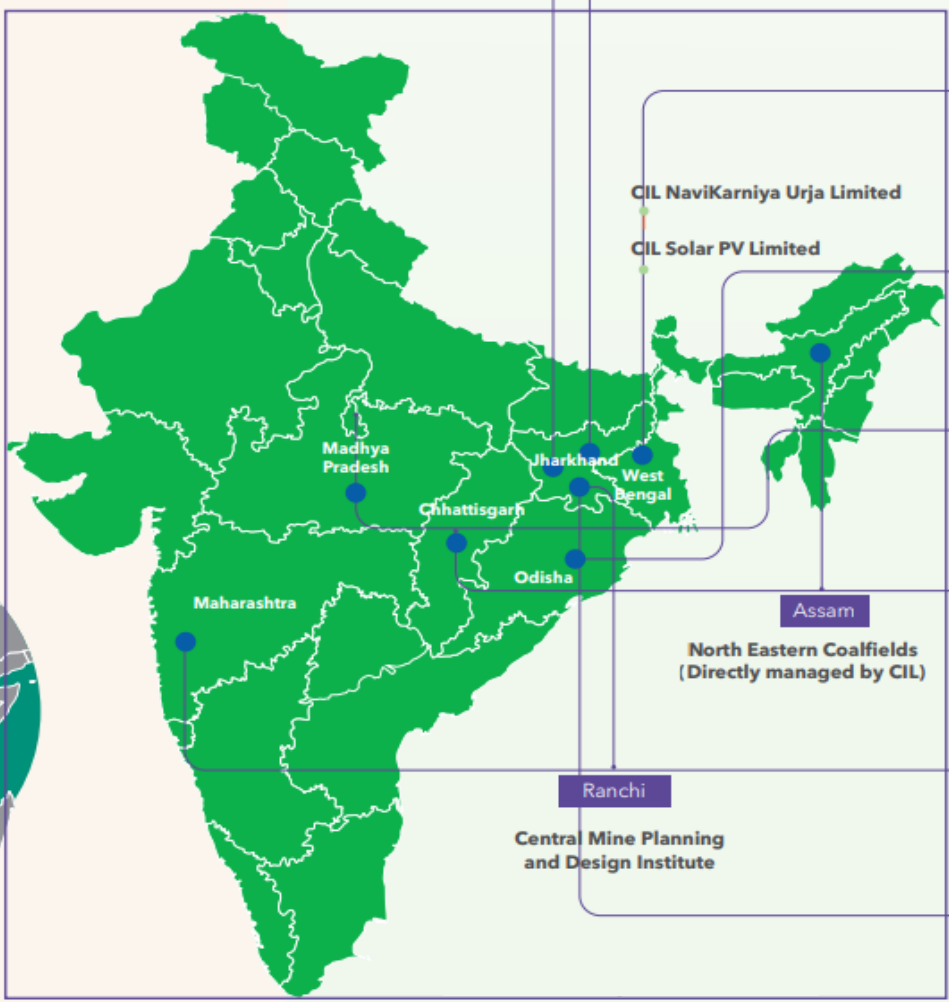 CIL NaviKarniya Urja Limited
CIL Solar PV Limited
Madhya
Pradesh
Jharkhand
West
Bengal
Chhattisgarh
Odisha
Maharashtra
Assam
North Eastern Coalfields
(Directly managed by CIL)
Ranchi
Central Mine Planning
and Design Institute